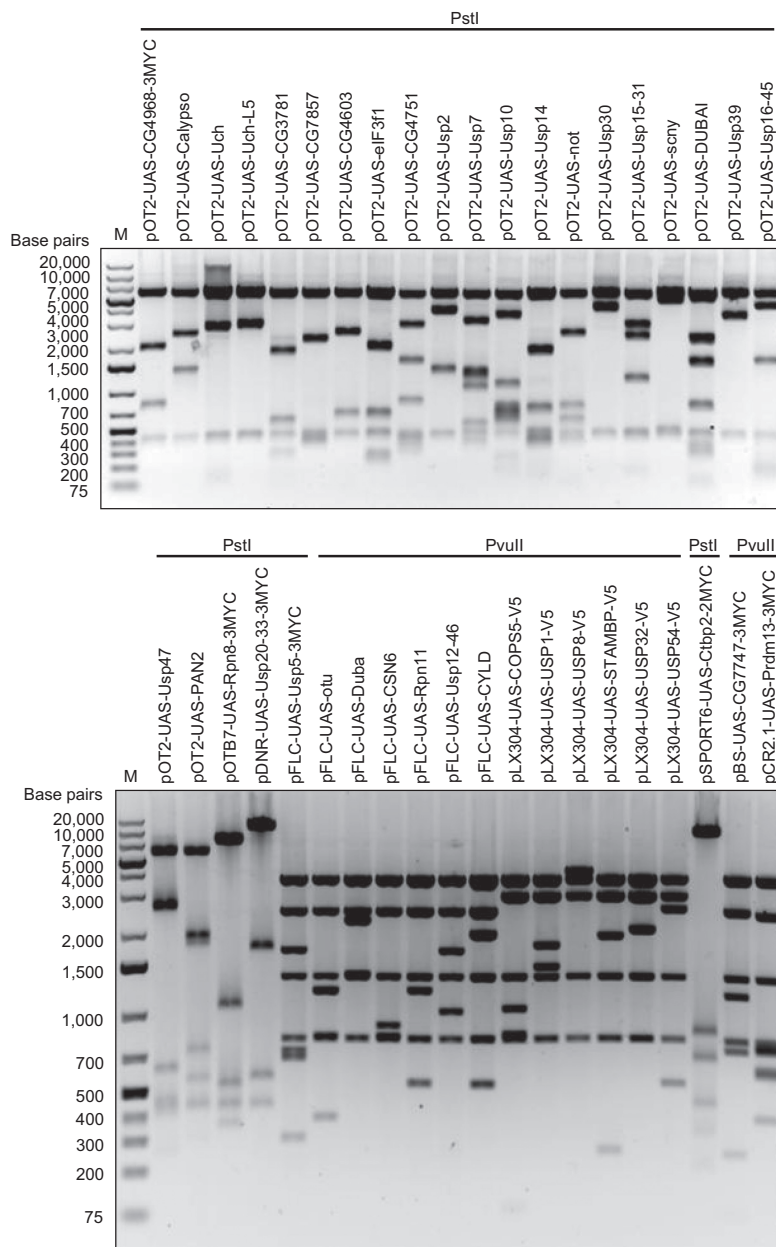 PstI
pOT2-UAS-CG4968-3MYC
pOT2-UAS-Calypso
pOT2-UAS-Uch
pOT2-UAS-Uch-L5
pOT2-UAS-CG3781
pOT2-UAS-CG7857
pOT2-UAS-CG4603
pOT2-UAS-eIF3f1
pOT2-UAS-CG4751
pOT2-UAS-Usp2
pOT2-UAS-Usp7
pOT2-UAS-Usp10
pOT2-UAS-Usp14
pOT2-UAS-not
pOT2-UAS-Usp30
pOT2-UAS-Usp15-31
pOT2-UAS-scny
pOT2-UAS-DUBAI
pOT2-UAS-Usp39
pOT2-UAS-Usp16-45
Base pairs
M
20,000
10,000
7,000
5,000
4,000
3,000
2,000
1,500
1,000
700
500
400
300
200
75
PstI
PvuII
PstI
PvuII
pOT2-UAS-Usp47
pOT2-UAS-PAN2
pOTB7-UAS-Rpn8-3MYC
pDNR-UAS-Usp20-33-3MYC
pFLC-UAS-Usp5-3MYC
pFLC-UAS-otu
pFLC-UAS-Duba
pFLC-UAS-CSN6
pFLC-UAS-Rpn11
pFLC-UAS-Usp12-46
pFLC-UAS-CYLD
pLX304-UAS-COPS5-V5
pLX304-UAS-USP1-V5
pLX304-UAS-USP8-V5
pLX304-UAS-STAMBP-V5
pLX304-UAS-USP32-V5
pLX304-UAS-USP54-V5
pSPORT6-UAS-Ctbp2-2MYC
pBS-UAS-CG7747-3MYC
pCR2.1-UAS-Prdm13-3MYC
Base pairs
M
20,000
10,000
7,000
5,000
4,000
3,000
2,000
1,500
1,000
700
500
400
300
200
75